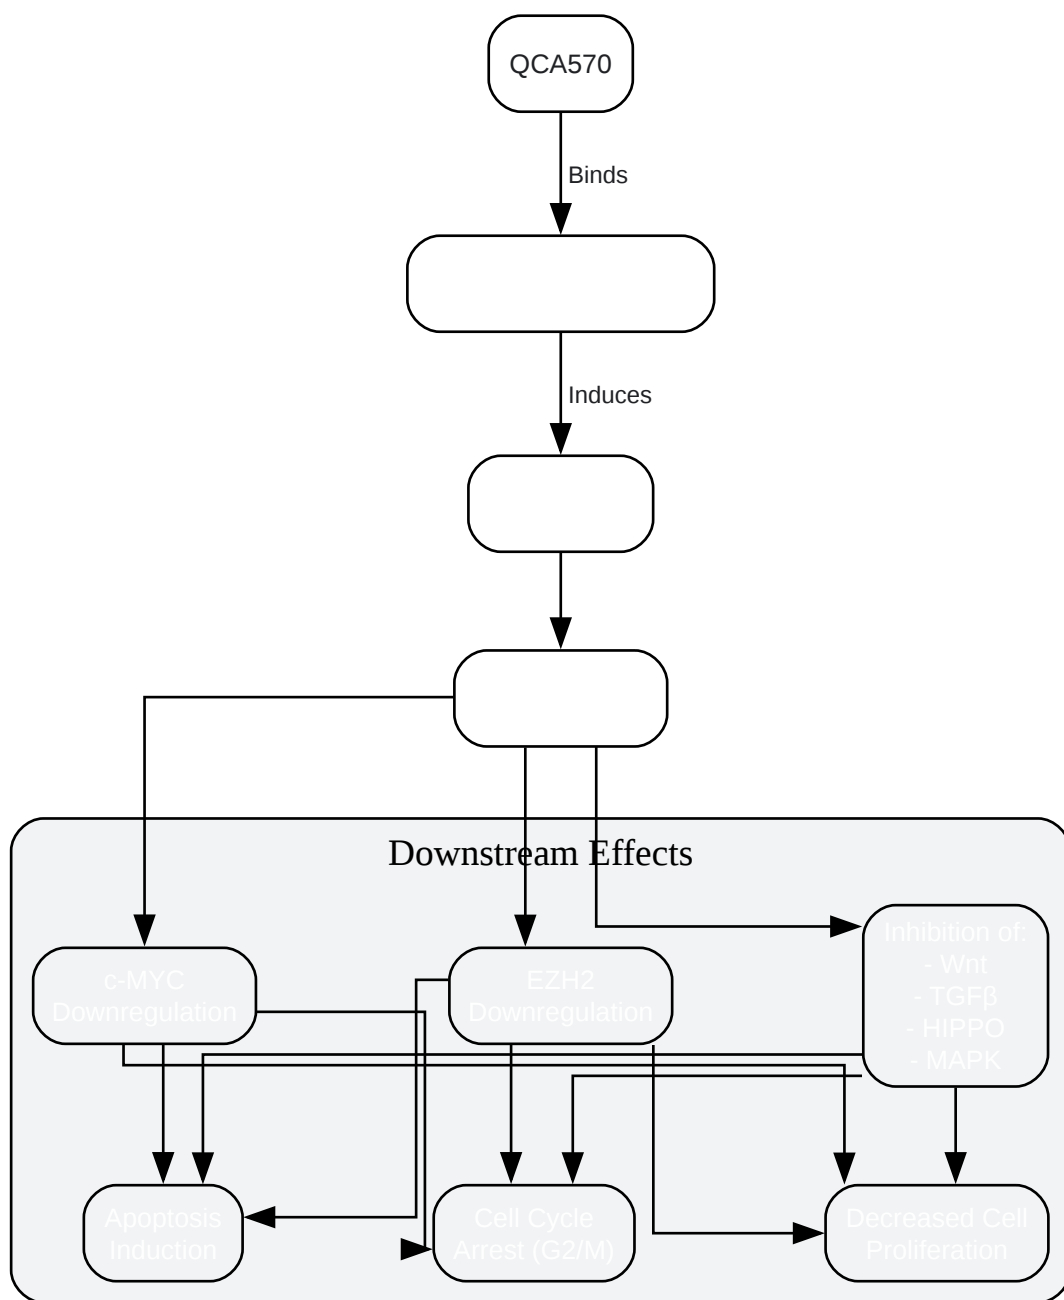 QCA570
Binds
Induces
Downstream Effects
c-MYC
Downregulation
EZH2
Downregulation
Inhibition of:
- Wnt
- TGFβ
- HIPPO
- MAPK
Apoptosis
Induction
Cell Cycle
Arrest (G2/M)
Decreased Cell
Proliferation